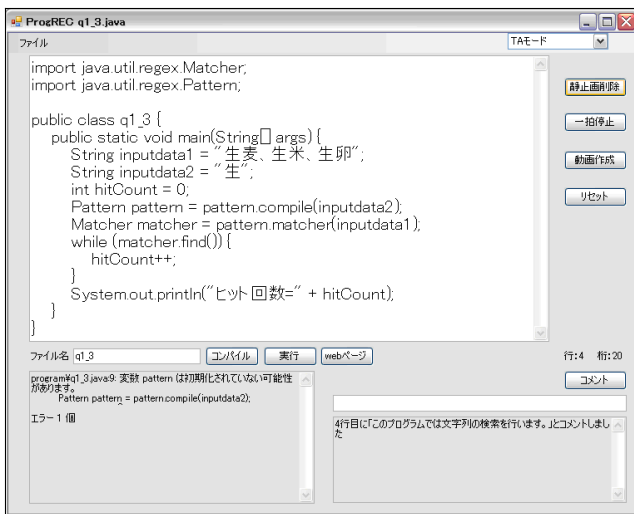 ProgREC q1_3.java
ファイル
TAモード
import java.util.regex.Matcher;
import java.util.regex.Pattern;
public class q1_3 {
public static void main(String[] args) {
String inputdata1 = "生麦、生米、生卵";
String inputdata2 = "生";
int hitCount = 0;
Pattern pattern = pattern.compile(inputdata2);
Matcher matcher = pattern.matcher(inputdata1);
while (matcher.find()) {
hitCount++;
}
System.out.println("ヒット回数=" + hitCount);
}
}
静止画削除
一拍停止
動画作成
リセット
ファイル名 q1_3 コンパイル 実行 webページ 行:4 桁:20
program¥q1_3.java:9: 変数 pattern は初期化されていない可能性
があります。
Pattern pattern = pattern.compile(inputdata2);
^
エラー 1 個
コメント
4行目に「このプログラムでは文字列の検索を行います。」とコメントしまし
た